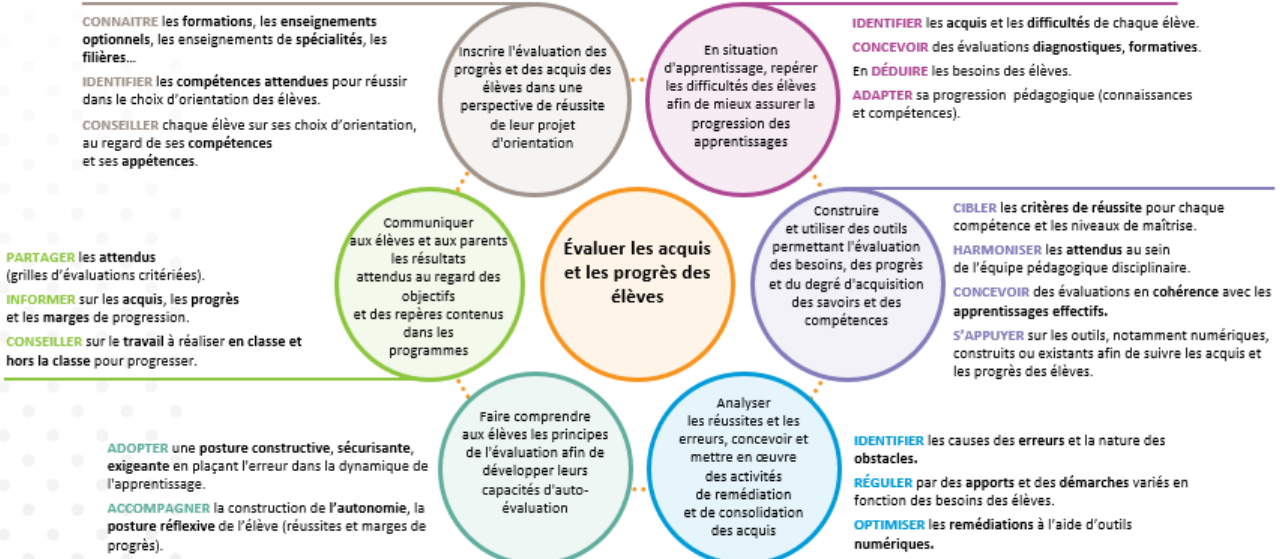 CONNAITRE les formations, les enseignements
optionnels, les enseignements de spécialités, les
filières…
IDENTIFIER les compétences attendues pour réussir
dans le choix d'orientation des élèves.
CONSEILLER chaque élève sur ses choix d'orientation,
au regard de ses compétences
et ses appétences.
Inscrire l'évaluation des
progrès et des acquis des
élèves dans une
perspective de réussite
de leur projet
d'orientation
En situation
d'apprentissage, repérer
les difficultés des élèves
afin de mieux assurer la
progression des
apprentissages
IDENTIFIER les acquis et les difficultés de chaque élève.
CONCEVOIR des évaluations diagnostiques, formatives.
En DÉDUIRE les besoins des élèves.
ADAPTER sa progression pédagogique (connaissances
et compétences).
PARTAGER les attendus
(grilles d'évaluations critériées).
INFORMER sur les acquis, les progrès
et les marges de progression.
CONSEILLER sur le travail à réaliser en classe et
hors la classe pour progresser.
Communiquer
aux élèves et aux parents
les résultats
attendus au regard des
objectifs
et des repères contenus
dans les
programmes
Évaluer les acquis
et les progrès des
élèves
Construire
et utiliser des outils
permettant l'évaluation
des besoins, des progrès
et du degré d'acquisition
des savoirs et des
compétences
CIBLER les critères de réussite pour chaque
compétence et les niveaux de maîtrise.
HARMONISER les attendus au sein
de l'équipe pédagogique disciplinaire.
CONCEVOIR des évaluations en cohérence avec les
apprentissages effectifs.
S'APPUYER sur les outils, notamment numériques,
construits ou existants afin de suivre les acquis et
les progrès des élèves.
ADOPTER une posture constructive, sécurisante,
exigeante en plaçant l'erreur dans la dynamique de
l'apprentissage.
ACCOMPAGNER la construction de l'autonomie, la
posture réflexive de l'élève (réussites et marges de
progrès).
Faire comprendre
aux élèves les principes
de l'évaluation afin de
développer leurs
capacités d'auto-
évaluation
Analyser
les réussites et les
erreurs, concevoir et
mettre en œuvre
des activités
de remédiation
et de consolidation
des acquis
IDENTIFIER les causes des erreurs et la nature des
obstacles.
RÉGULER par des apports et des démarches variés en
fonction des besoins des élèves.
OPTIMISER les remédiations à l'aide d'outils
numériques.